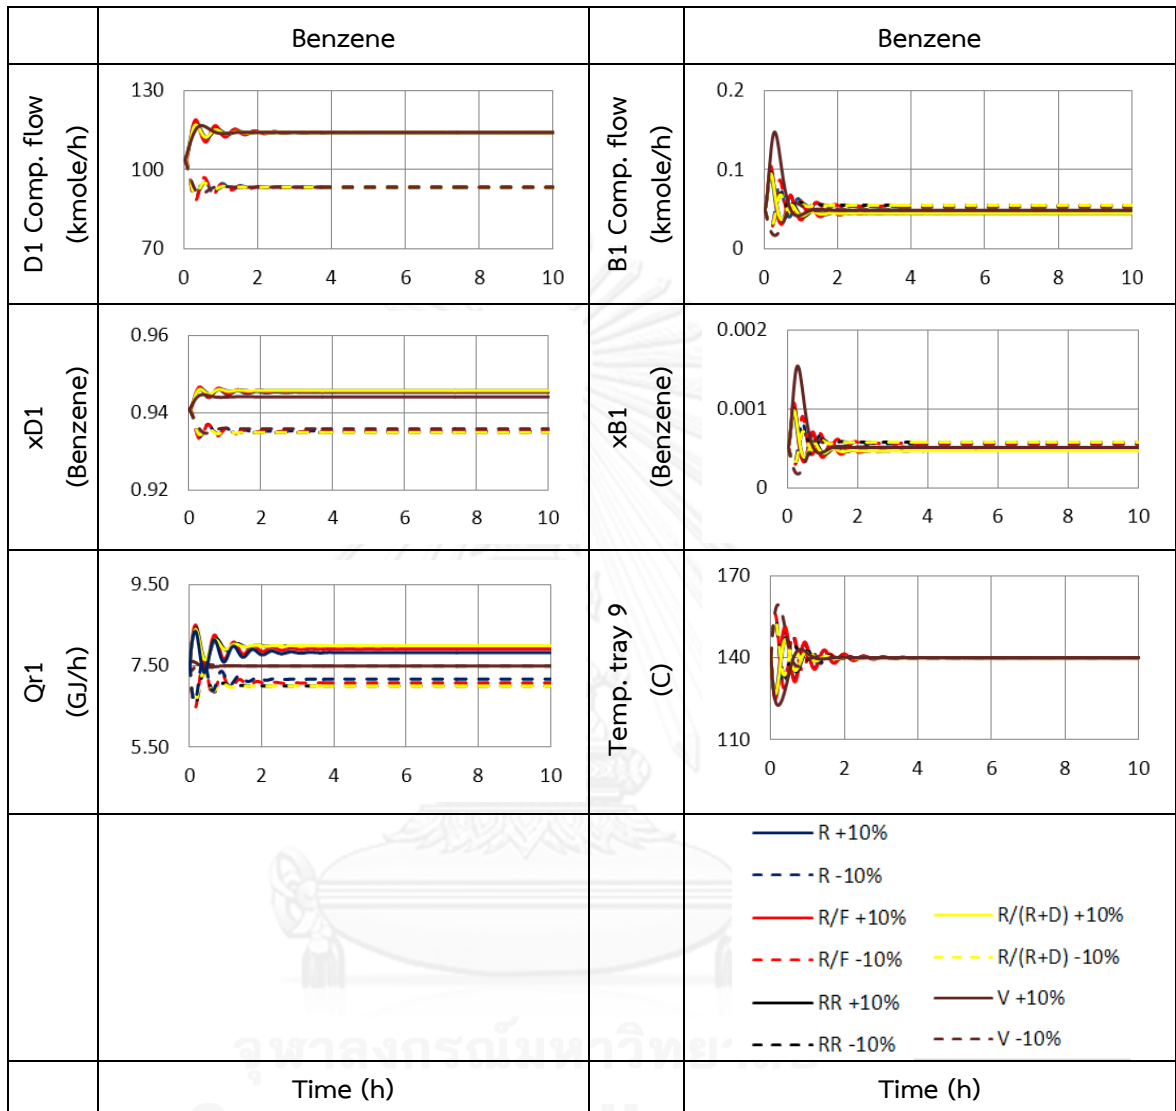 Benzene
Benzene
D1 Comp. flow
(kmole/h)
130
100
70
0 2 4 6 8 10
B1 Comp. flow
(kmole/h)
0.2
0.1
0
0 2 4 6 8 10
xD1
(Benzene)
0.96
0.94
0.92
0 2 4 6 8 10
xB1
(Benzene)
0.002
0.001
0
0 2 4 6 8 10
Qr1
(GJ/h)
9.50
7.50
5.50
0 2 4 6 8 10
Temp. tray 9
(C)
170
140
110
0 2 4 6 8 10
R +10%
R -10%
R/F +10%
R/(R+D) +10%
R/F -10%
R/(R+D) -10%
RR +10%
V +10%
RR -10%
V -10%
Time (h)
Time (h)